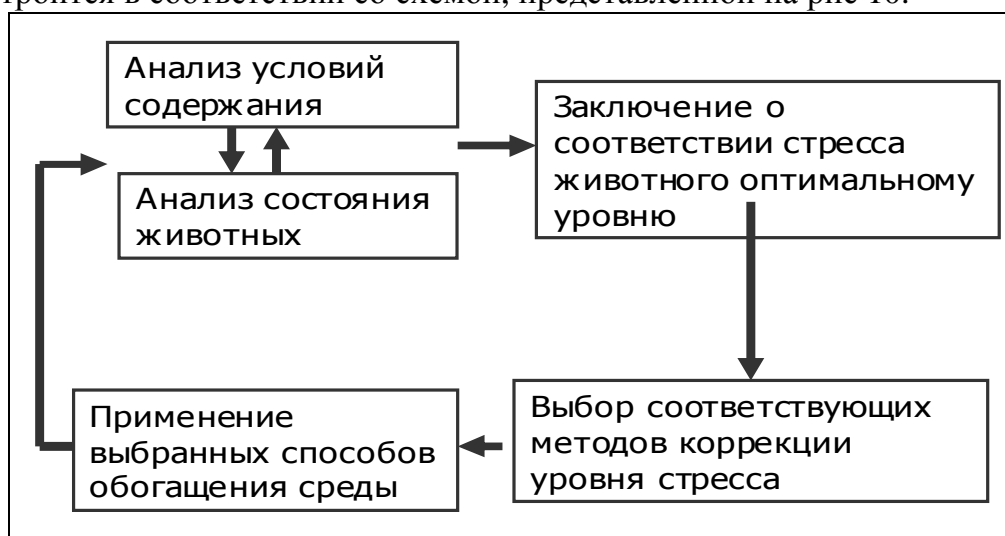 троится в соответствии со схемой, представленной на рис 16.
Анализ условий
содержания
Заключение о
соответствии стресса
животного оптимальному
уровню
Анализ состояния
животных
Применение
выбранных способов
обогащения среды
Выбор соответствующих
методов коррекции
уровня стресса